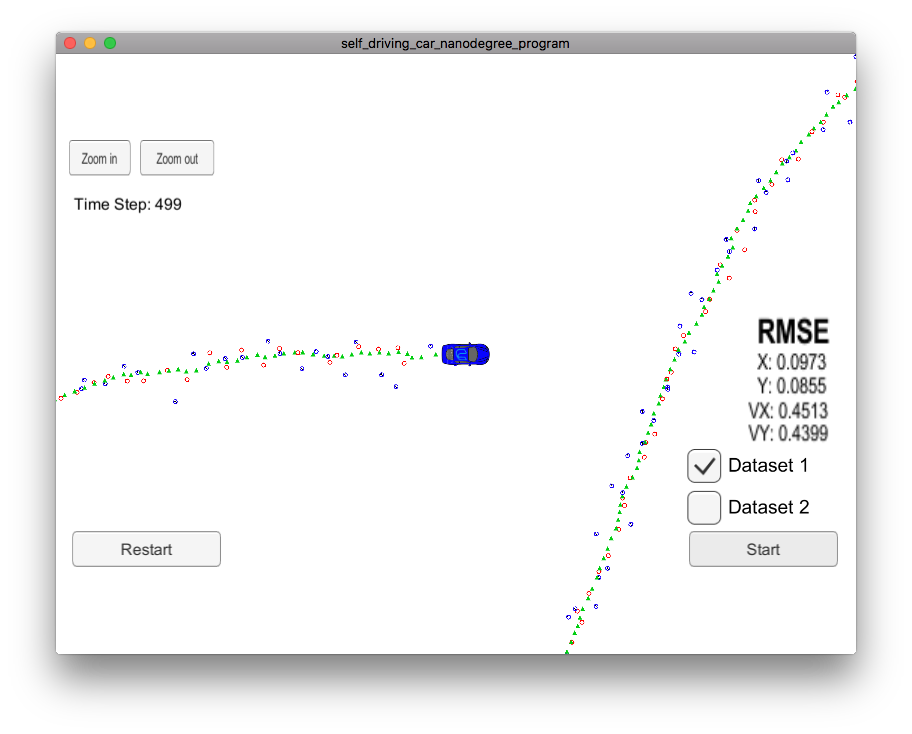 self_driving_car_nanodegree_program
Zoom in
Zoom out
Time Step: 499
RMSE
X: 0.0973
Y: 0.0855
VX: 0.4513
VY: 0.4399
Dataset 1
Dataset 2
Restart
Start